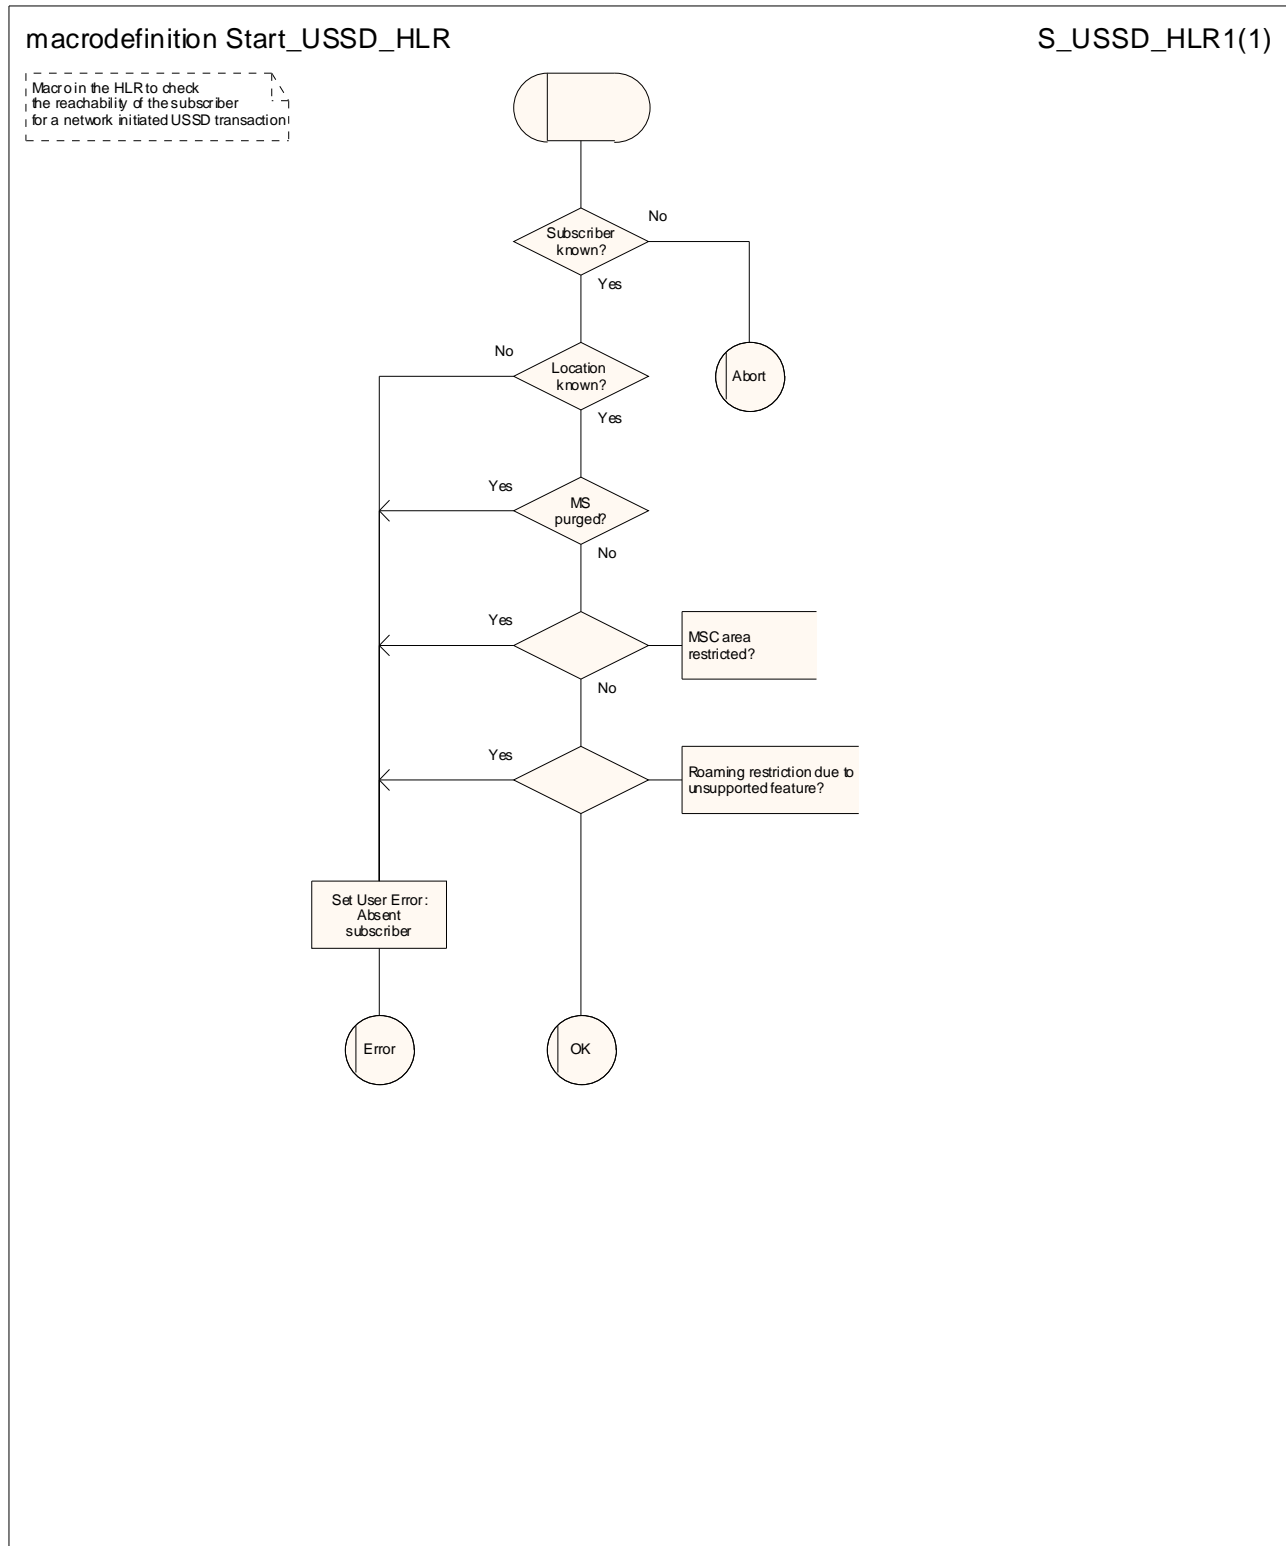 macrodefinition Start_USSD_HLR
S_USSD_HLR1(1)
Macro in the HLR to check
the reachability of the subscriber
for a network initiated USSD transaction
No
Subscriber
known?
Yes
No
Location
known?
Abort
Yes
Yes
MS
purged?
No
Yes
MSC area
restricted?
No
Yes
Roaming restriction due to
unsupported feature?
Set User Error:
Absent
subscriber
Error
OK